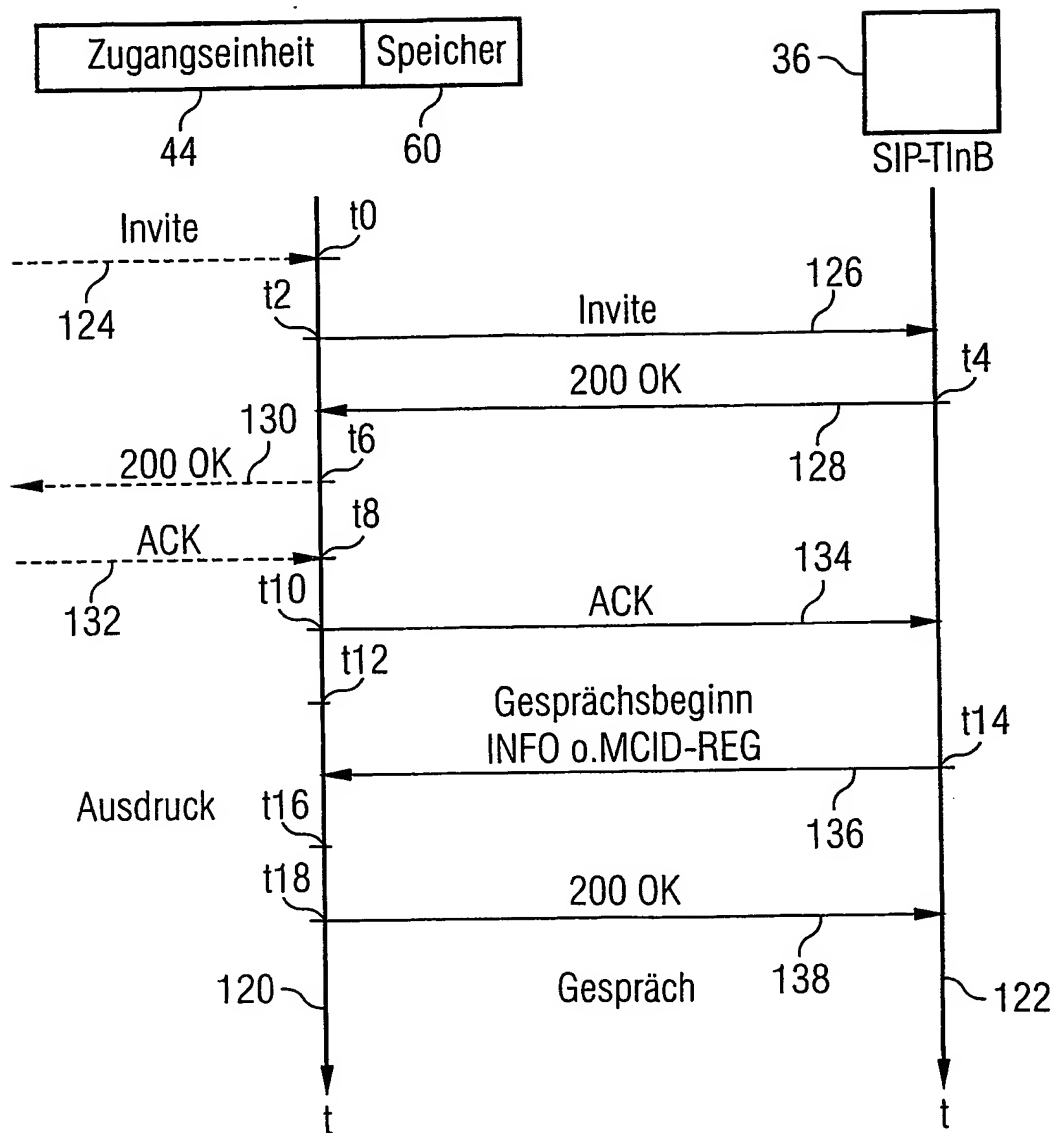 Zugangseinheit Speicher
44 60
36
SIP-TlnB
Invite t0
124
t2 Invite 126
200 OK t4
128
130
200 OK t6
ACK t8
132
t10 ACK 134
t12
Gesprächsbeginn
INFO o.MCID-REG t14
136
Ausdruck t16
t18 200 OK
138
120 Gespräch 122
t t